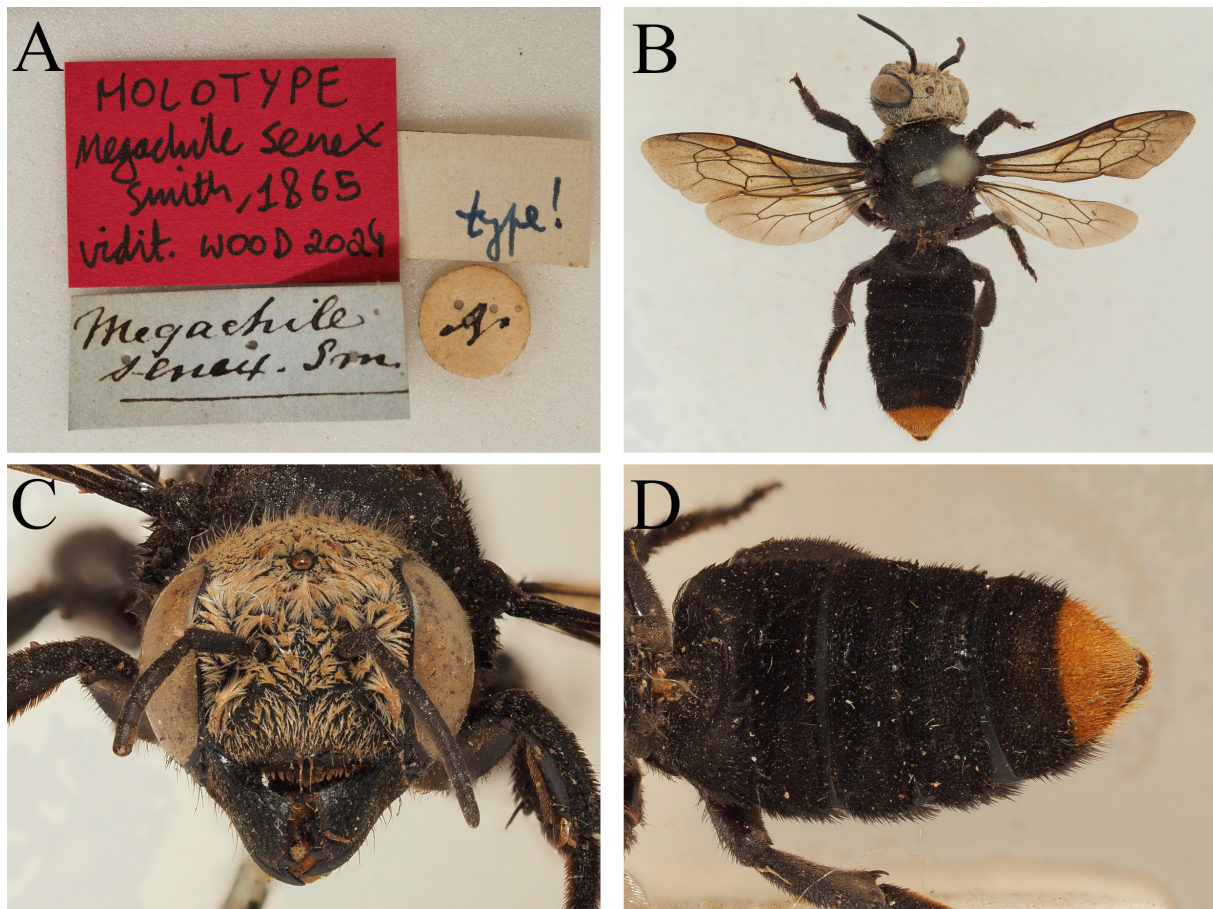 A
HOLOTYPE
Megachile senex
Smith, 1865
vidit. WOOD 2024
type!
Megachile
senex. Sm.
B
C
D